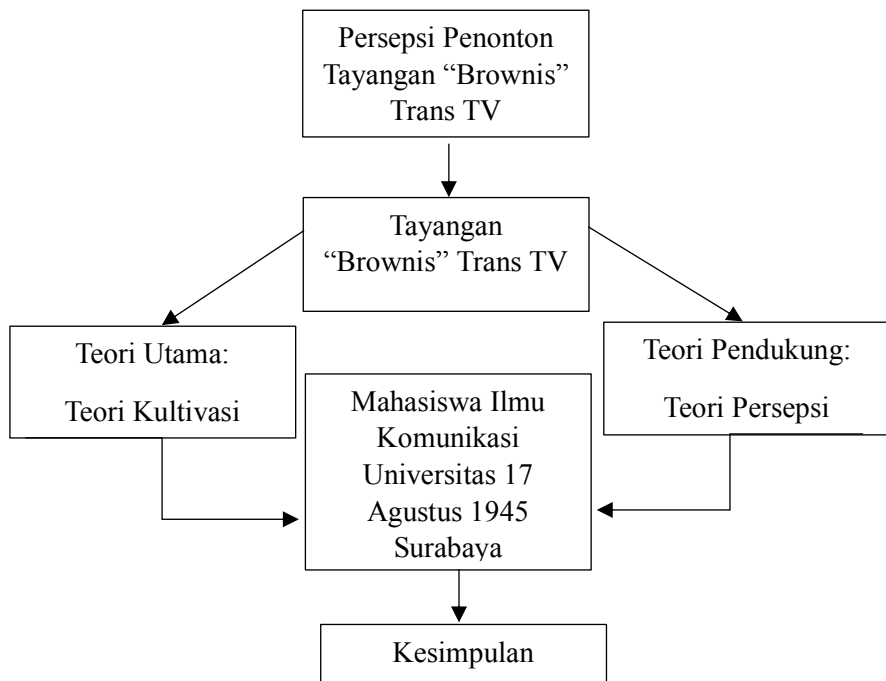 Persepsi Penonton
Tayangan “Brownis”
Trans TV
Tayangan
“Brownis” Trans TV
Teori Utama:
Teori Kultivasi
Teori Pendukung:
Teori Persepsi
Mahasiswa Ilmu
Komunikasi
Universitas 17
Agustus 1945
Surabaya
Kesimpulan